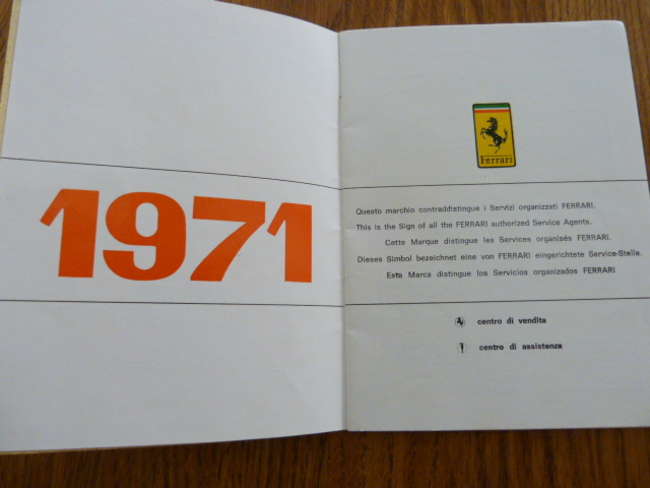 1971
Ferrari
Questo marchio contraddistingue i Servizi organizzati FERRARI.
This is the Sign of all the FERRARI authorized Service Agents.
Cette Marque distingue les Services organisés FERRARI.
Dieses Simbol bezeichnet eine von FERRARI eingerichtete Service-Stelle.
Esta Marca distingue los Servicios organizados FERRARI
centro di vendita
centro di assistenza